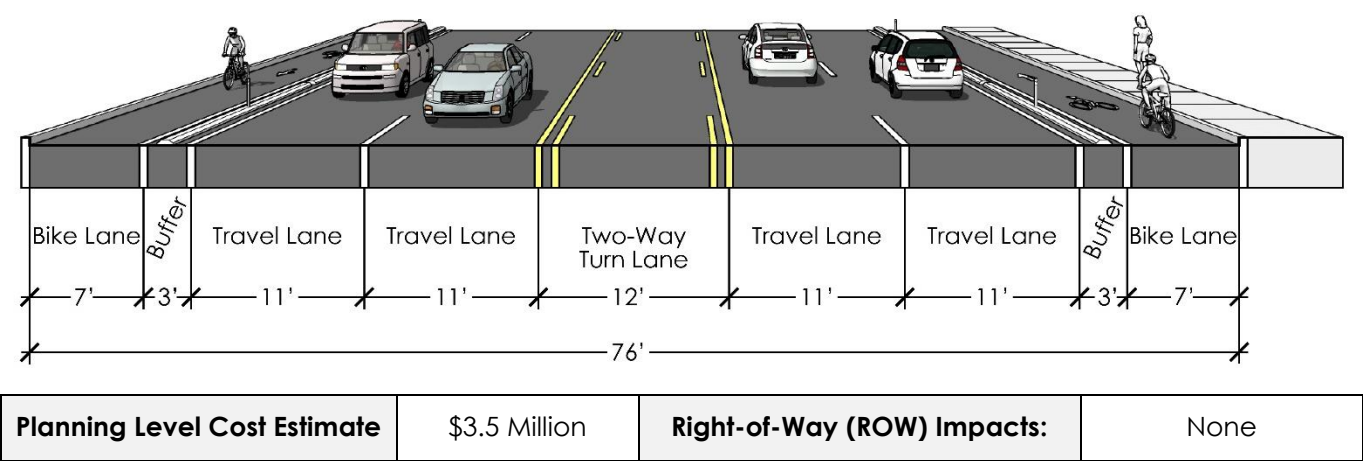 Bike Lane
Buffer
Travel Lane
Travel Lane
Two-Way
Turn Lane
Travel Lane
Travel Lane
Buffer
Bike Lane
7' 3' 11' 11' 12' 11' 11' 3' 7'
76'
Planning Level Cost Estimate $3.5 Million Right-of-Way (ROW) Impacts: None